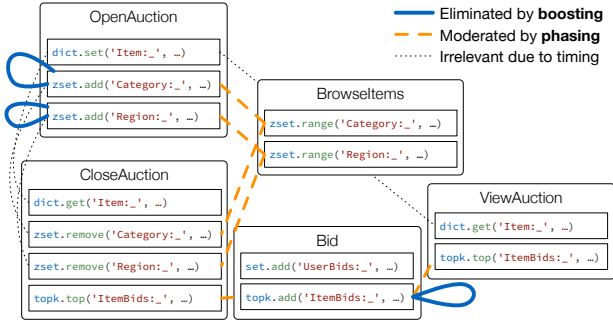 OpenAuction
dict.set('Item:_', …)
zset.add('Category:_', …)
zset.add('Region:_', …)
Eliminated by boosting
Moderated by phasing
Irrelevant due to timing
BrowseItems
zset.range('Category:_', …)
zset.range('Region:_', …)
CloseAuction
dict.get('Item:_', …)
zset.remove('Category:_', …)
zset.remove('Region:_', …)
topk.top('ItemBids:_', …)
Bid
set.add('UserBids:_', …)
topk.add('ItemBids:_', …)
ViewAuction
dict.get('Item:_', …)
topk.top('ItemBids:_', …)